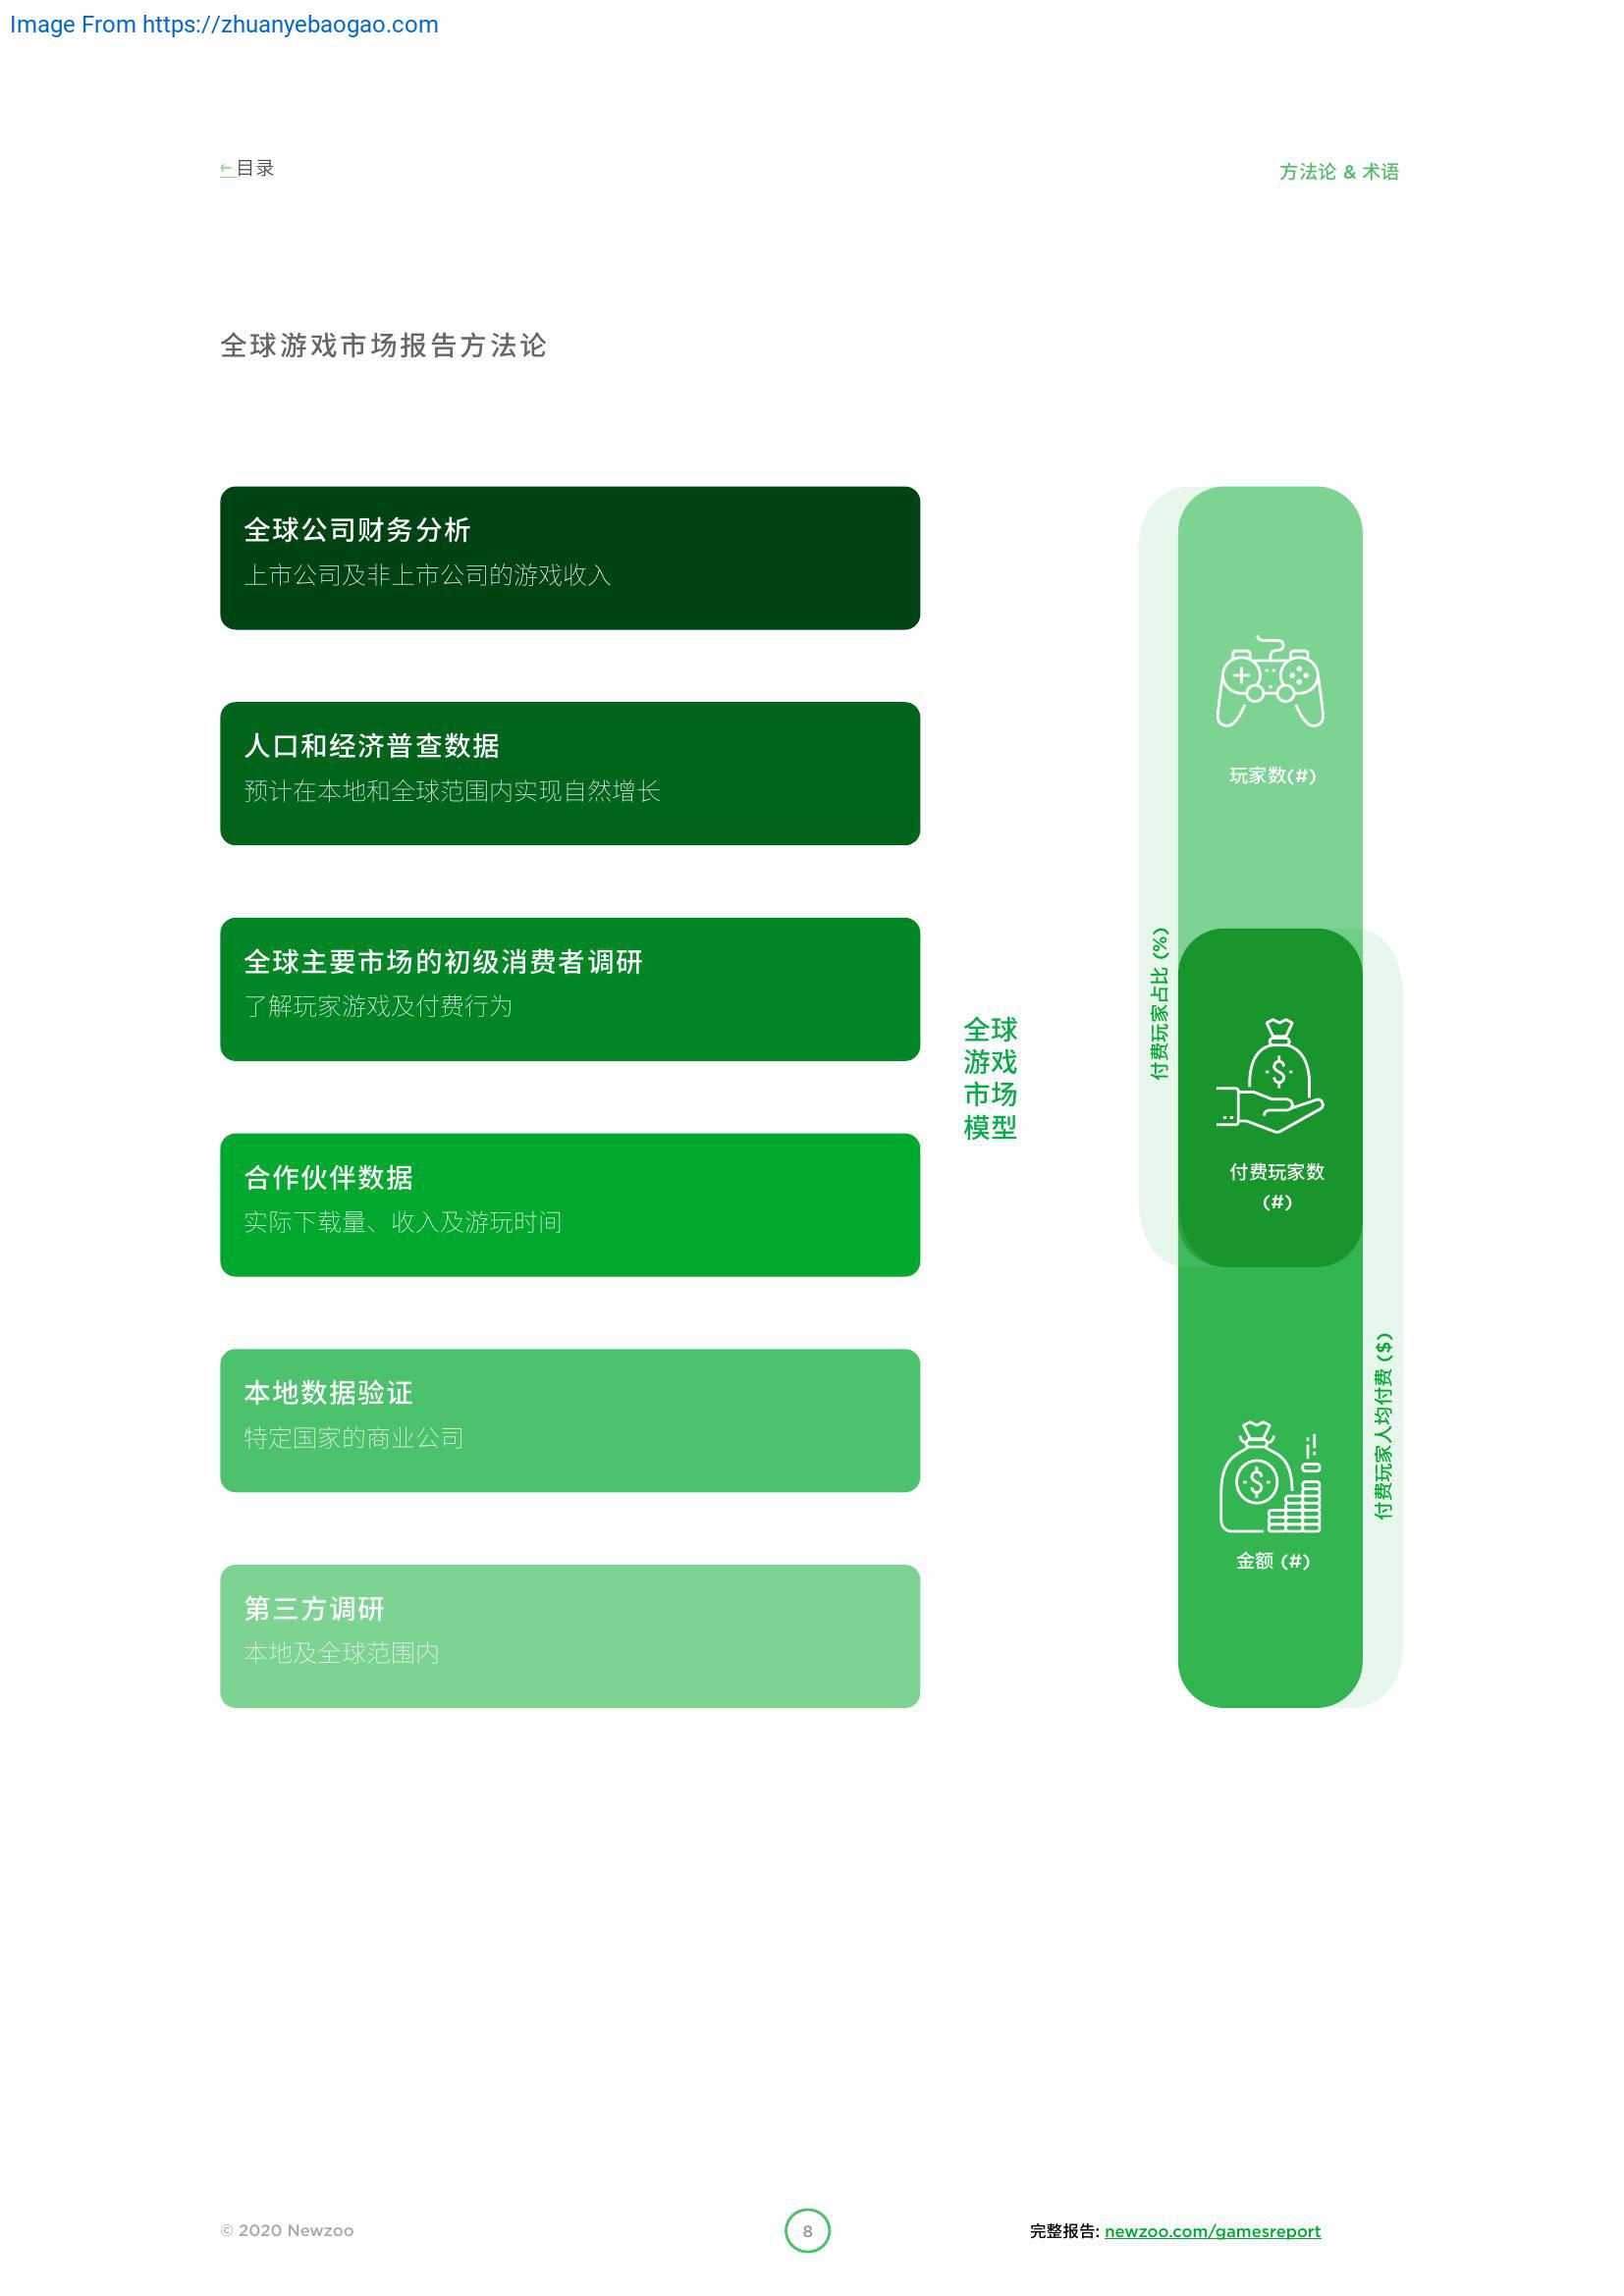 Image From https://zhuanyebaogao.com
←目录
方法论 & 术语
全球游戏市场报告方法论
全球公司财务分析
上市公司及非上市公司的游戏收入
人口和经济普查数据
预计在本地和全球范围内实现自然增长
全球主要市场的初级消费者调研
了解玩家游戏及付费行为
合作伙伴数据
实际下载量、收入及游玩时间
本地数据验证
特定国家的商业公司
第三方调研
本地及全球范围内
全球
游戏
市场
模型
玩家数(#)
付费玩家占比 (%)
付费玩家数
(#)
付费玩家人均付费 ($)
金额 (#)
© 2020 Newzoo
8
完整报告: newzoo.com/gamesreport